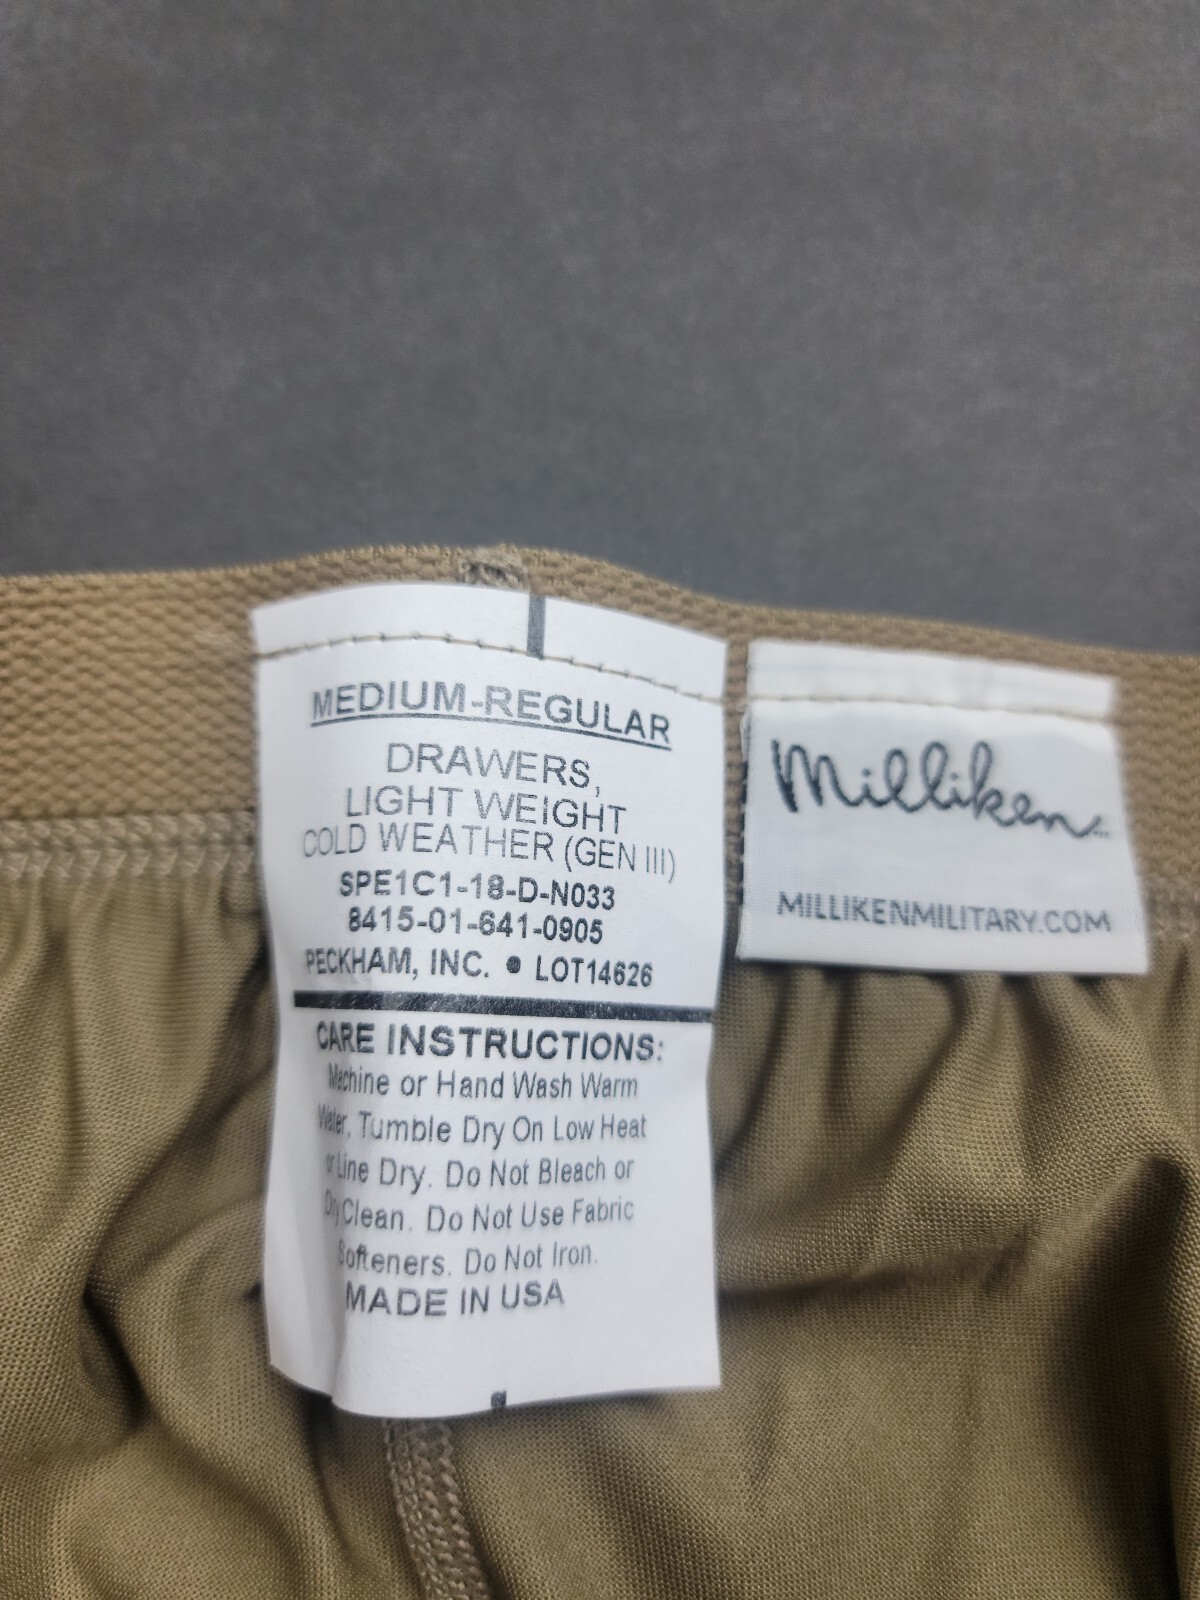 MEDIUM-REGULAR
DRAWERS,
LIGHT WEIGHT
COLD WEATHER (GEN III)
SPE1C1-18-D-N033
8415-01-641-0905
PECKHAM, INC. • LOT14626
CARE INSTRUCTIONS:
Machine or Hand Wash Warm
Water, Tumble Dry On Low Heat
or Line Dry. Do Not Bleach or
Dry Clean. Do Not Use Fabric
Softeners. Do Not Iron.
MADE IN USA
Milliken
MILLIKENMILITARY.COM